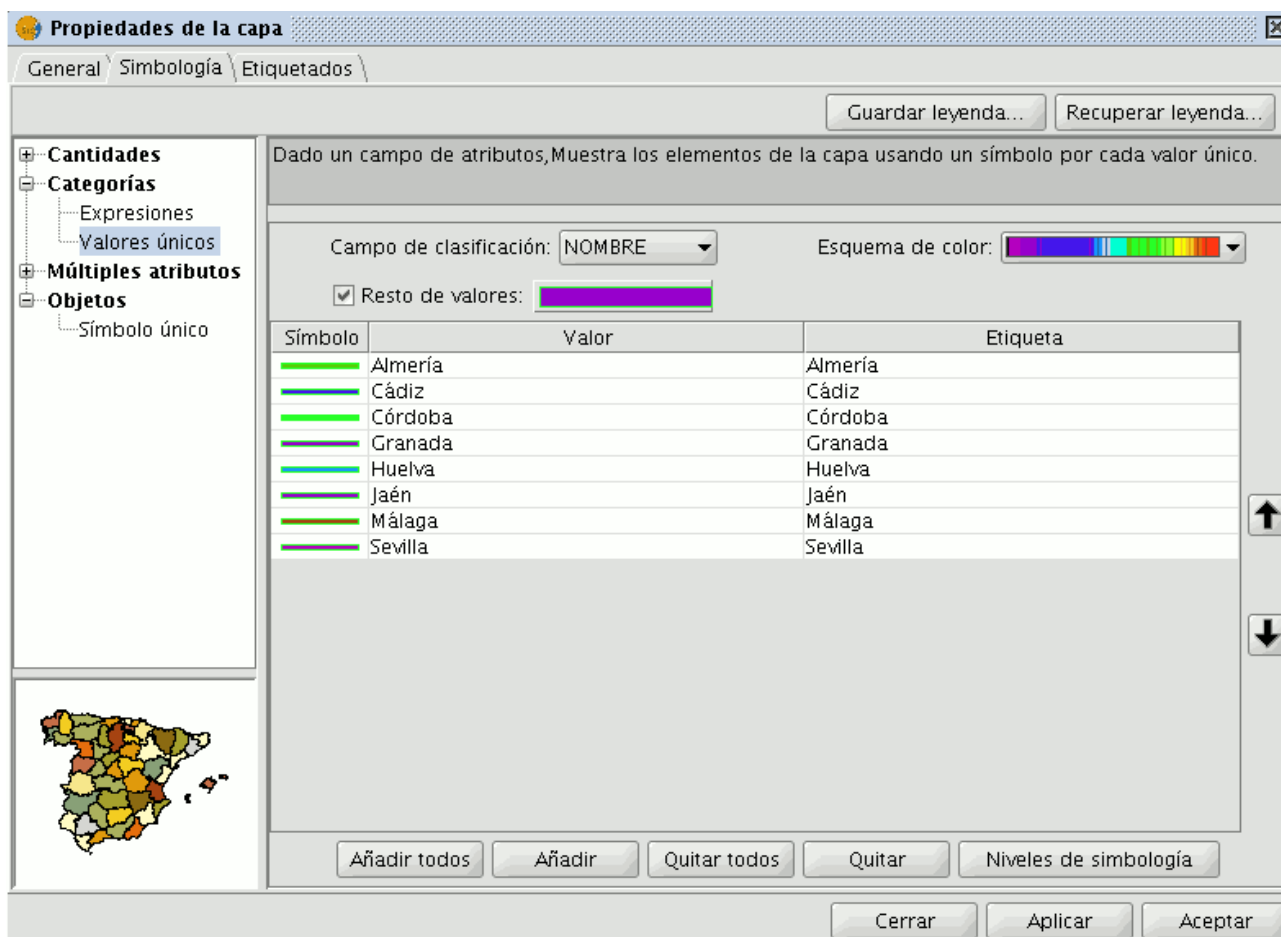 Propiedades de la capa
General Simbología Etiquetados
Guardar leyenda... Recuperar leyenda...
Cantidades
Categorías
Expresiones
Valores únicos
Múltiples atributos
Objetos
Símbolo único
Dado un campo de atributos,Muestra los elementos de la capa usando un símbolo por cada valor único.
Campo de clasificación: NOMBRE Esquema de color:
Resto de valores:
Símbolo Valor Etiqueta
Almería Almería
Cádiz Cádiz
Córdoba Córdoba
Granada Granada
Huelva Huelva
Jaén Jaén
Málaga Málaga
Sevilla Sevilla
Añadir todos Añadir Quitar todos Quitar Niveles de simbología
Cerrar Aplicar Aceptar